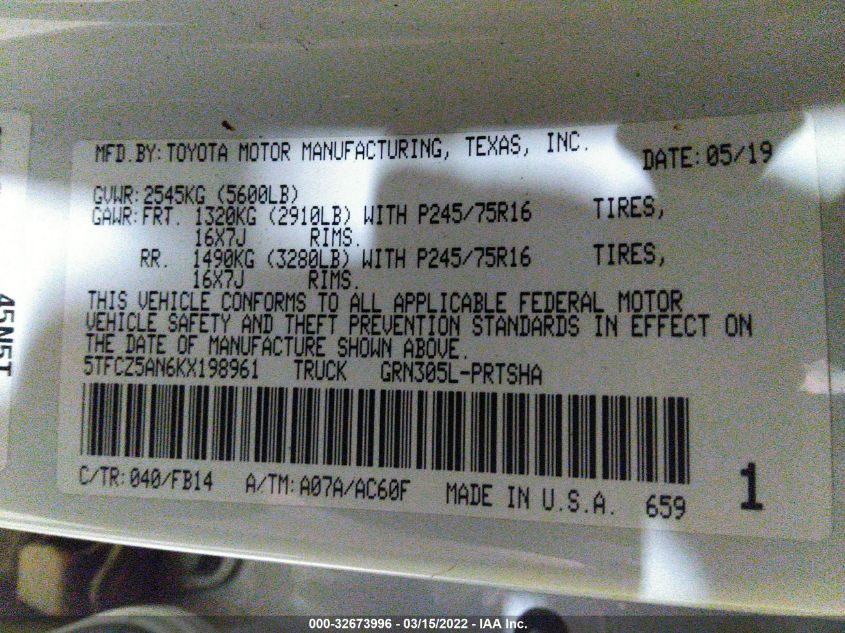 MFD.BY:TOYOTA MOTOR MANUFACTURING, TEXAS, INC. DATE:05/19
GVWR:2545KG (5600LB)
GAWR:FRT. 1320KG (2910LB) WITH P245/75R16 TIRES,
16X7J RIMS.
RR. 1490KG (3280LB) WITH P245/75R16 TIRES,
16X7J RIMS.
THIS VEHICLE CONFORMS TO ALL APPLICABLE FEDERAL MOTOR
VEHICLE SAFETY AND THEFT PREVENTION STANDARDS IN EFFECT ON
THE DATE OF MANUFACTURE SHOWN ABOVE.
5TFCZ5AN6KX198961 TRUCK GRN305L-PRTSHA
C/TR:040/FB14 A/TM:A07A/AC60F MADE IN U.S.A. 659 1
45N5T
000-32673996 - 03/15/2022 - IAA Inc.